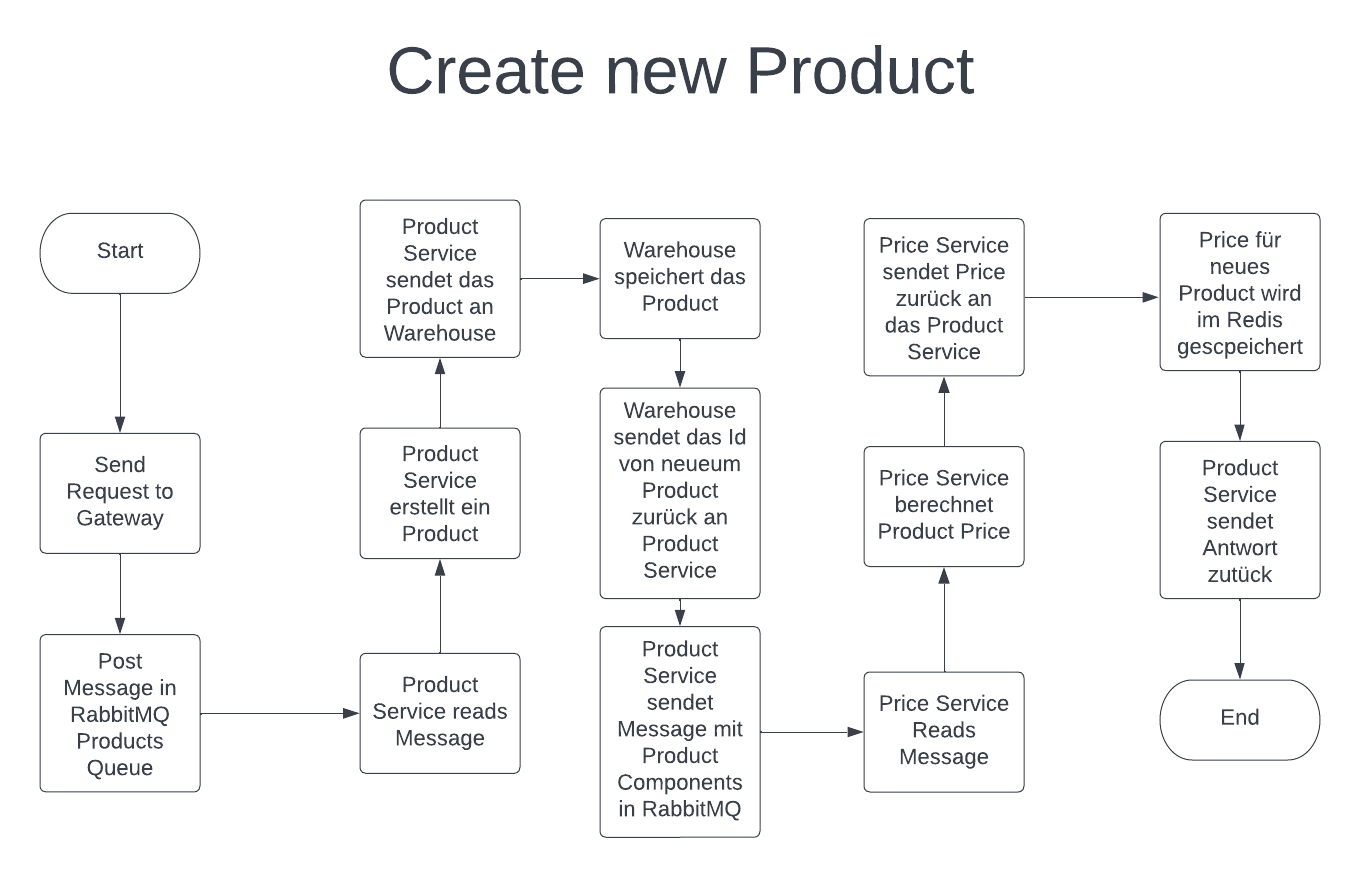 Create new Product
Start
Send
Request to
Gateway
Post
Message in
RabbitMQ
Products
Queue
Product
Service reads
Message
Product
Service
erstellt ein
Product
Product
Service
sendet das
Product an
Warehouse
Warehouse
speichert das
Product
Warehouse
sendet das Id
von neueum
Product
zurück an
Product
Service
Product
Service
sendet
Message mit
Product
Components
in RabbitMQ
Price Service
Reads
Message
Price Service
berechnet
Product Price
Price Service
sendet Price
zurück an
das Product
Service
Price für
neues
Product wird
im Redis
gescpeichert
Product
Service
sendet
Antwort
zutück
End